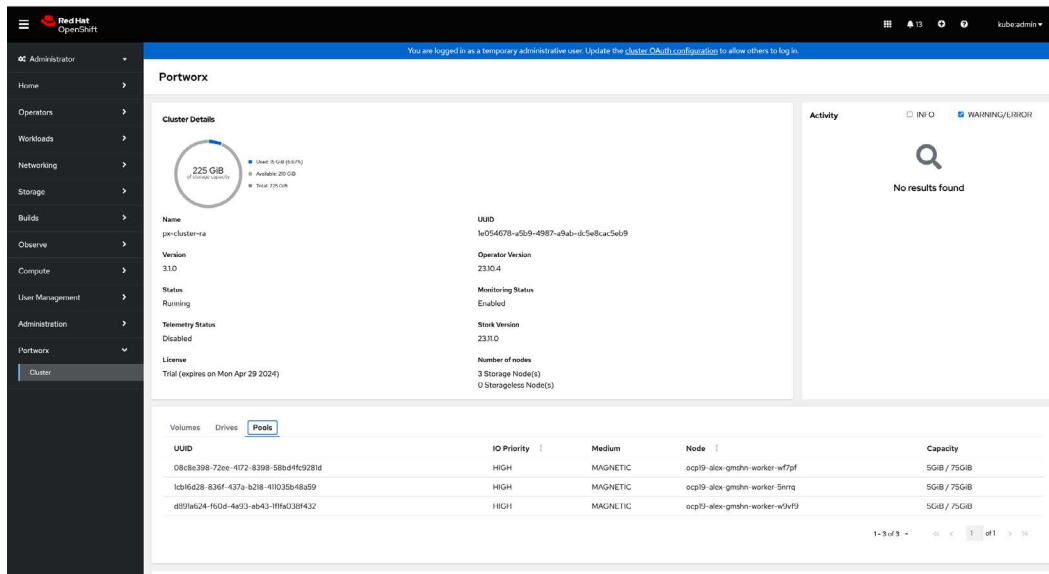 Red Hat
OpenShift
13
kube:admin
You are logged in as a temporary administrative user. Update the cluster OAuth configuration to allow others to log in.
Administrator
Home
Operators
Workloads
Networking
Storage
Builds
Observe
Compute
User Management
Administration
Portworx
Cluster
Portworx
Cluster Details
225 GiB
of storage capacity
Used: 15 GiB (6.67%)
Available: 210 GiB
Total: 225 GiB
Name
px-cluster-ra
UUID
1e054678-a5b9-4987-a9ab-dc5e8cac5eb9
Version
3.1.0
Operator Version
23.10.4
Status
Running
Monitoring Status
Enabled
Telemetry Status
Disabled
Stork Version
23.11.0
License
Trial (expires on Mon Apr 29 2024)
Number of nodes
3 Storage Node(s)
0 Storageless Node(s)
Activity
INFO
WARNING/ERROR
No results found
Volumes Drives Pools
UUID IO Priority Medium Node Capacity
08c8e398-72ee-4172-8398-58bd4fc9281d HIGH MAGNETIC ocp19-alex-gmshn-worker-wf7pf 5GiB / 75GiB
1cb16d28-836f-437a-b218-411035b48a59 HIGH MAGNETIC ocp19-alex-gmshn-worker-5nrrq 5GiB / 75GiB
d891a624-f60d-4a93-ab43-1f1fa038f432 HIGH MAGNETIC ocp19-alex-gmshn-worker-w9vf9 5GiB / 75GiB
1 - 3 of 3
1 of 1